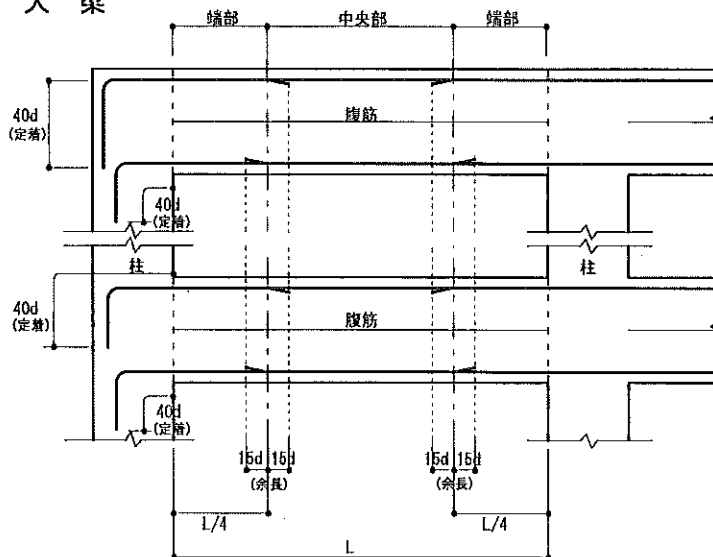 大 梁
端部 中央部 端部
40d
(定着)
腹筋
40d
(定着)
柱
柱
40d
(定着)
腹筋
40d
(定着)
15d 15d
(余長)
15d 15d
(余長)
L/4
L/4
L